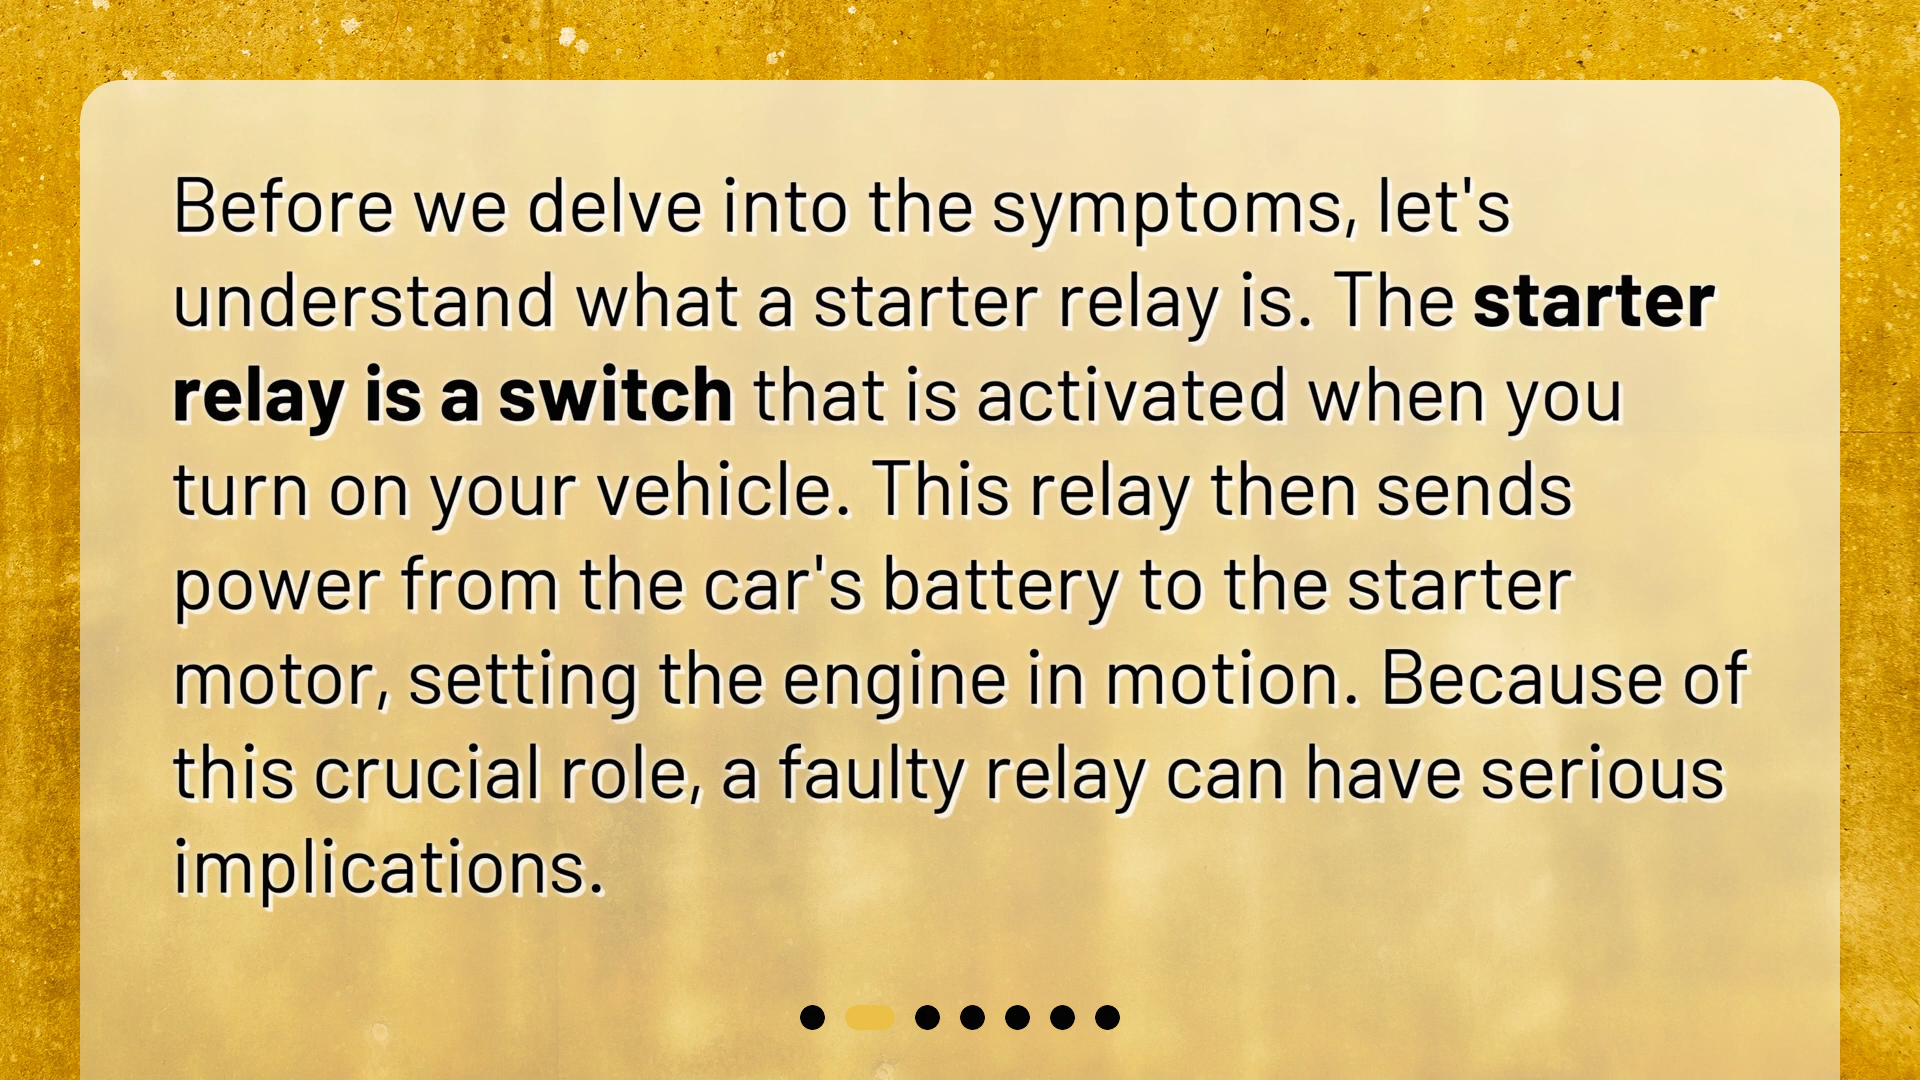 Before we delve into the symptoms, let's
understand what a starter relay is. The starter
relay is a switch that is activated when you
turn on your vehicle. This relay then sends
power from the car's battery to the starter
motor, setting the engine in motion. Because of
this crucial role, a faulty relay can have serious
implications.